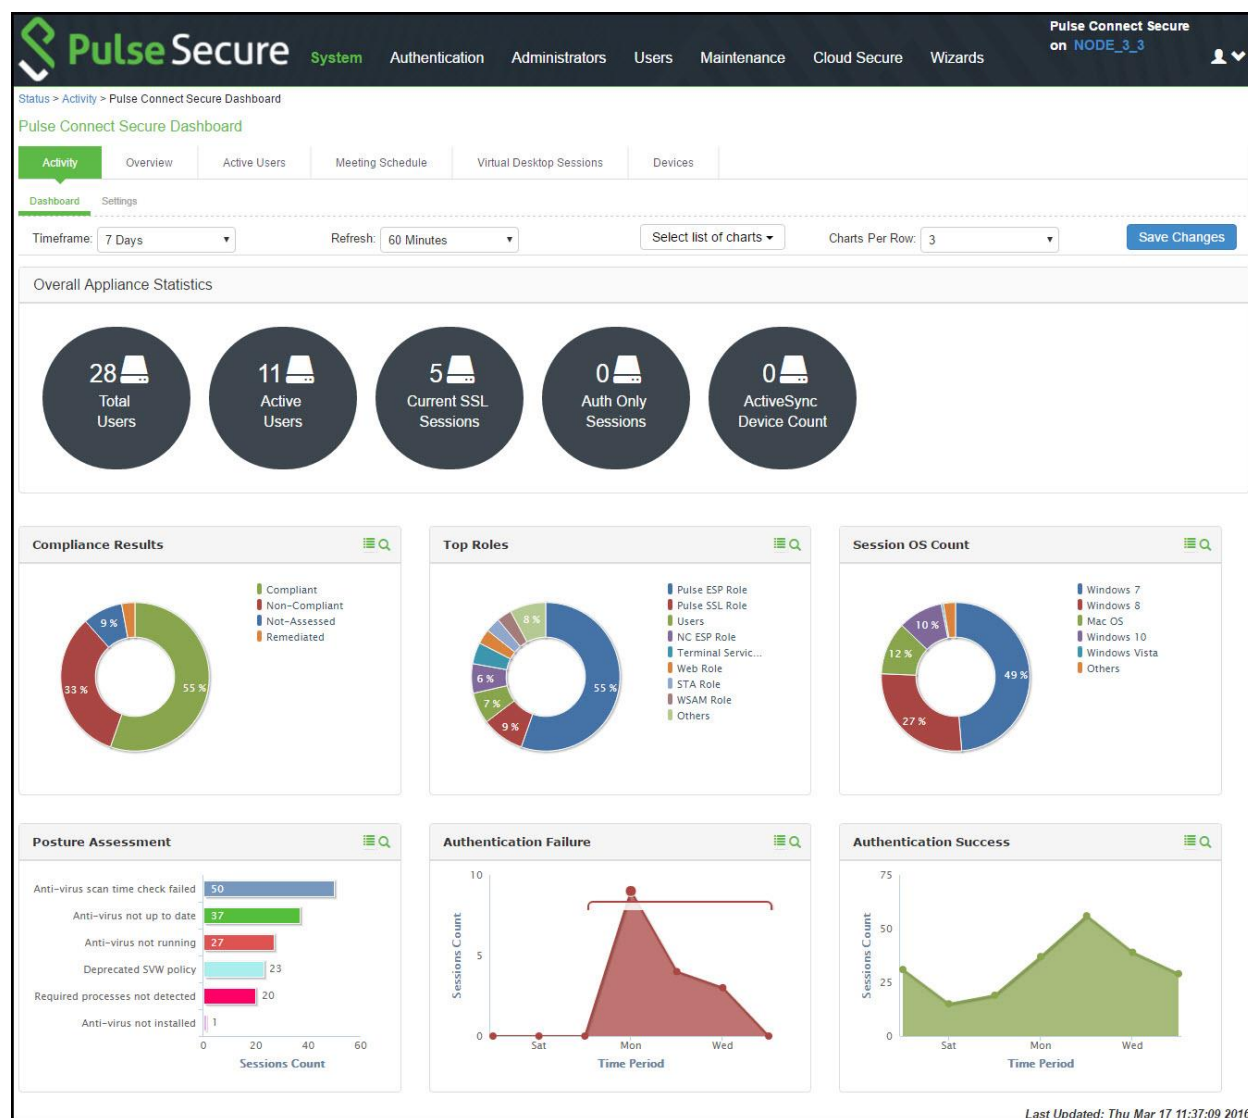 Pulse Secure
System Authentication Administrators Users Maintenance Cloud Secure Wizards
Pulse Connect Secure
on NODE_3_3
Status > Activity > Pulse Connect Secure Dashboard
Pulse Connect Secure Dashboard
Activity Overview Active Users Meeting Schedule Virtual Desktop Sessions Devices
Dashboard Settings
Timeframe: 7 Days Refresh: 60 Minutes Select list of charts Charts Per Row: 3 Save Changes
Overall Appliance Statistics
28
Total
Users
11
Active
Users
5
Current SSL
Sessions
0
Auth Only
Sessions
0
ActiveSync
Device Count
Compliance Results
Compliant
Non-Compliant
Not-Assessed
Remediated
9 %
33 %
55 %
Top Roles
Pulse ESP Role
Pulse SSL Role
Users
NC ESP Role
Terminal Servic...
Web Role
STA Role
WSAM Role
Others
8 %
6 %
7 %
9 %
55 %
Session OS Count
Windows 7
Windows 8
Mac OS
Windows 10
Windows Vista
Others
10 %
12 %
27 %
49 %
Posture Assessment
Anti-virus scan time check failed 50
Anti-virus not up to date 37
Anti-virus not running 27
Deprecated SVW policy 23
Required processes not detected 20
Anti-virus not installed 1
0 20 40 60
Sessions Count
Authentication Failure
10
5
0
Sessions Count
Sat Mon Wed
Time Period
Authentication Success
75
50
25
0
Sessions Count
Sat Mon Wed
Time Period
Last Updated: Thu Mar 17 11:37:09 2016